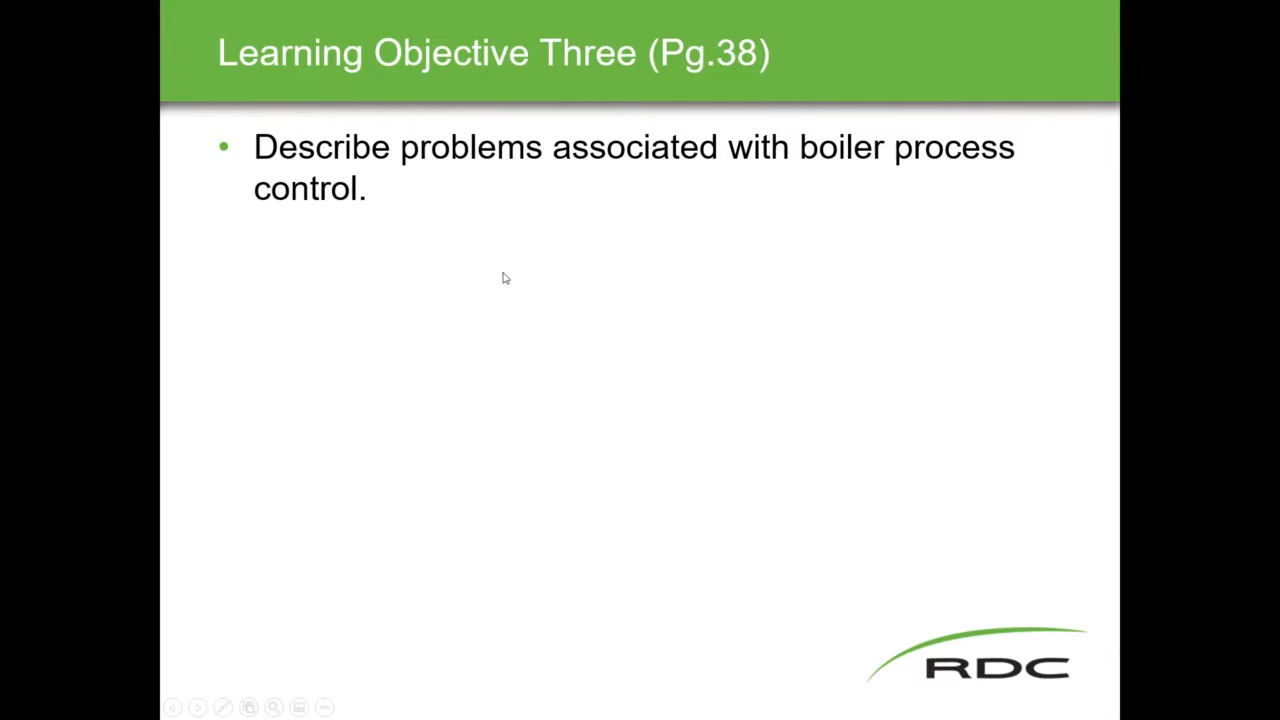 Learning Objective Three (Pg.38)
• Describe problems associated with boiler process
control.
RDC